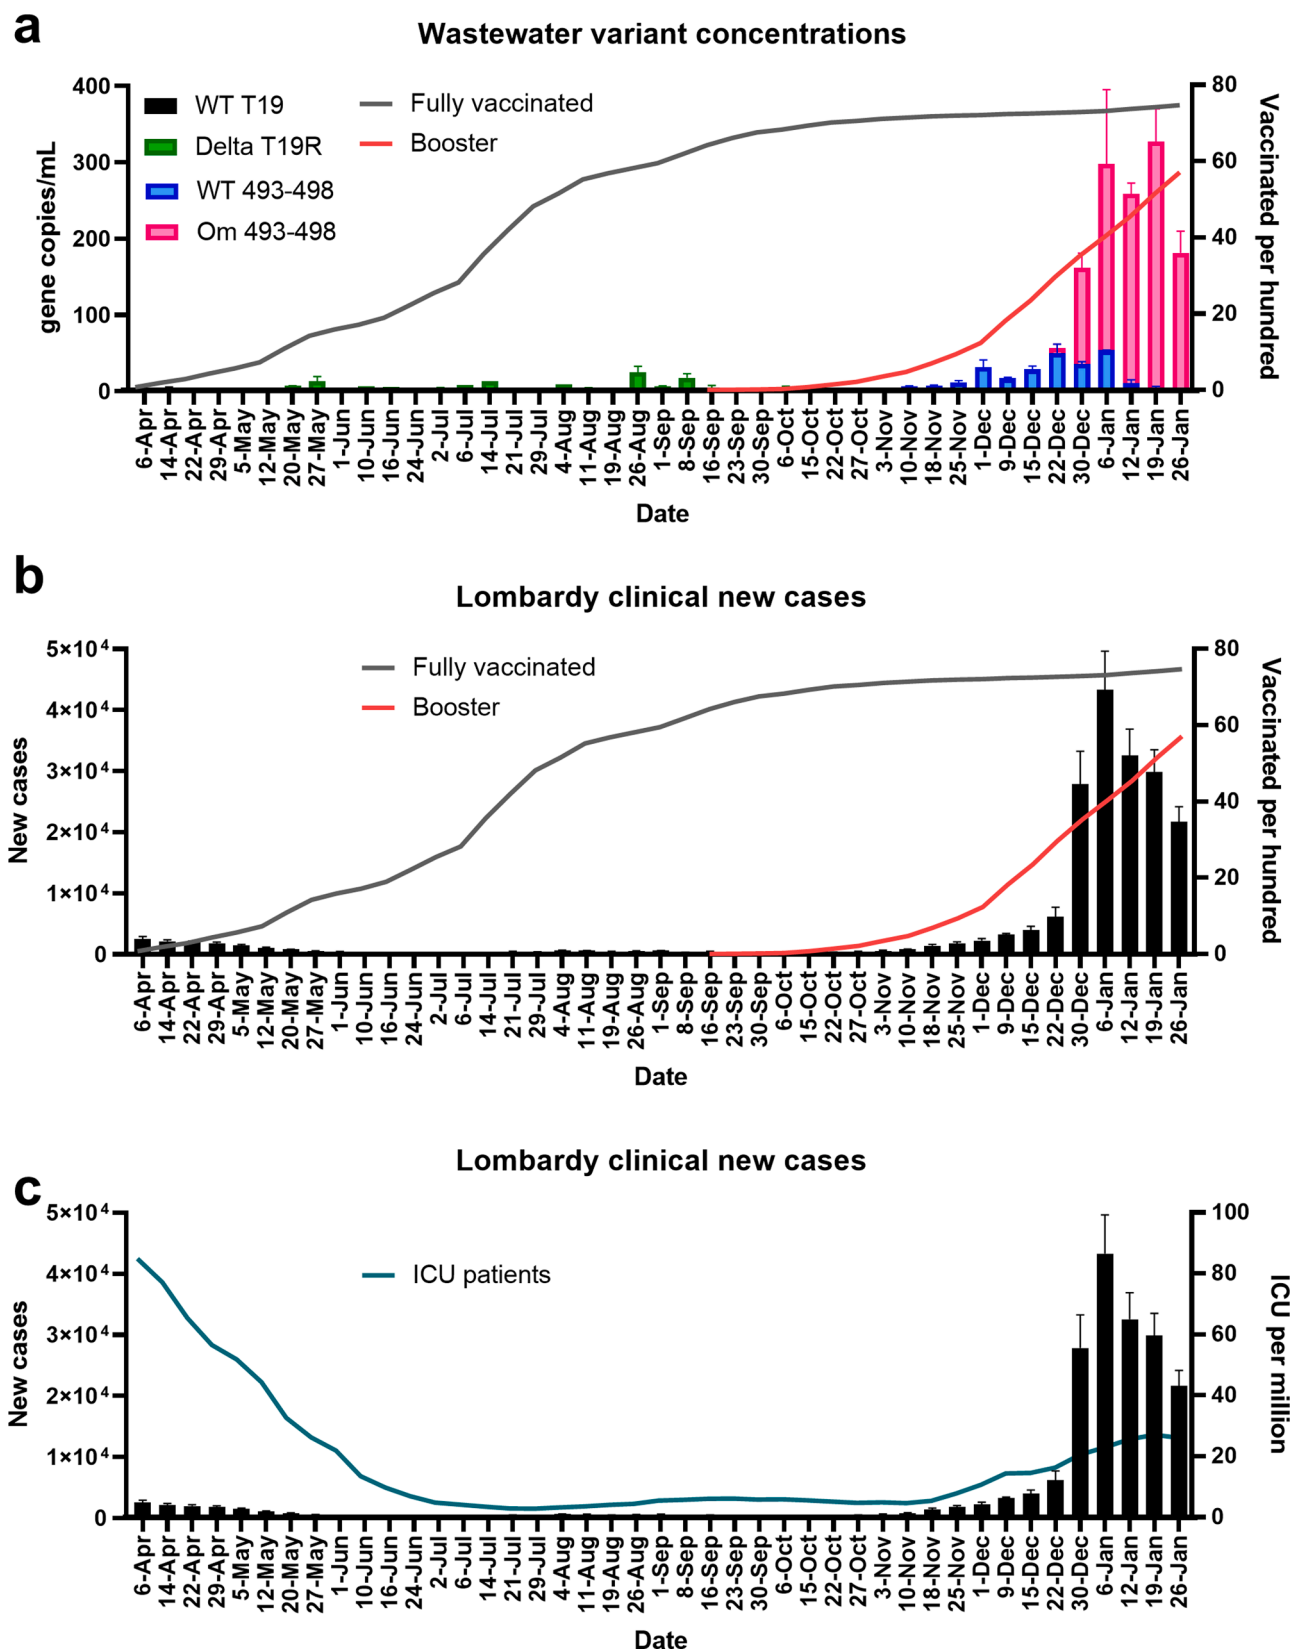 a
Wastewater variant concentrations
WT T19
Delta T19R
WT 493-498
Om 493-498
Fully vaccinated
Booster
gene copies/mL
400
300
200
100
0
80
60
40
20
0
Vaccinated per hundred
6-Apr
14-Apr
22-Apr
29-Apr
5-May
12-May
20-May
27-May
1-Jun
10-Jun
16-Jun
24-Jun
2-Jul
6-Jul
14-Jul
21-Jul
29-Jul
4-Aug
11-Aug
19-Aug
26-Aug
1-Sep
8-Sep
16-Sep
23-Sep
30-Sep
6-Oct
15-Oct
22-Oct
27-Oct
3-Nov
10-Nov
18-Nov
25-Nov
1-Dec
9-Dec
15-Dec
22-Dec
30-Dec
6-Jan
12-Jan
19-Jan
26-Jan
Date
b
Lombardy clinical new cases
Fully vaccinated
Booster
New cases
5×10⁴
4×10⁴
3×10⁴
2×10⁴
1×10⁴
0
80
60
40
20
0
Vaccinated per hundred
6-Apr
14-Apr
22-Apr
29-Apr
5-May
12-May
20-May
27-May
1-Jun
10-Jun
16-Jun
24-Jun
2-Jul
6-Jul
14-Jul
21-Jul
29-Jul
4-Aug
11-Aug
19-Aug
26-Aug
1-Sep
8-Sep
16-Sep
23-Sep
30-Sep
6-Oct
15-Oct
22-Oct
27-Oct
3-Nov
10-Nov
18-Nov
25-Nov
1-Dec
9-Dec
15-Dec
22-Dec
30-Dec
6-Jan
12-Jan
19-Jan
26-Jan
Date
c
Lombardy clinical new cases
ICU patients
New cases
5×10⁴
4×10⁴
3×10⁴
2×10⁴
1×10⁴
0
100
80
60
40
20
0
ICU per million
6-Apr
14-Apr
22-Apr
29-Apr
5-May
12-May
20-May
27-May
1-Jun
10-Jun
16-Jun
24-Jun
2-Jul
6-Jul
14-Jul
21-Jul
29-Jul
4-Aug
11-Aug
19-Aug
26-Aug
1-Sep
8-Sep
16-Sep
23-Sep
30-Sep
6-Oct
15-Oct
22-Oct
27-Oct
3-Nov
10-Nov
18-Nov
25-Nov
1-Dec
9-Dec
15-Dec
22-Dec
30-Dec
6-Jan
12-Jan
19-Jan
26-Jan
Date